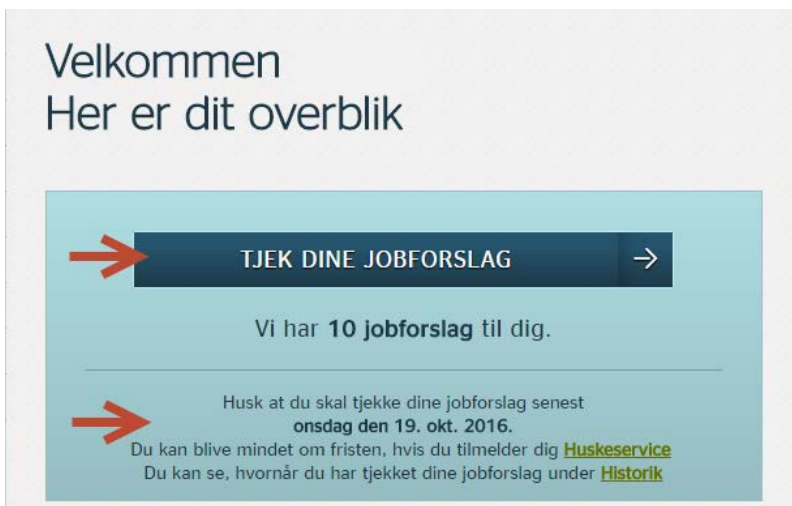 Velkommen
Her er dit overblik
TJEK DINE JOBFORSLAG
Vi har 10 jobforslag til dig.
Husk at du skal tjekke dine jobforslag senest
onsdag den 19. okt. 2016.
Du kan blive mindet om fristen, hvis du tilmelder dig Huskeservice
Du kan se, hvornår du har tjekket dine jobforslag under Historik